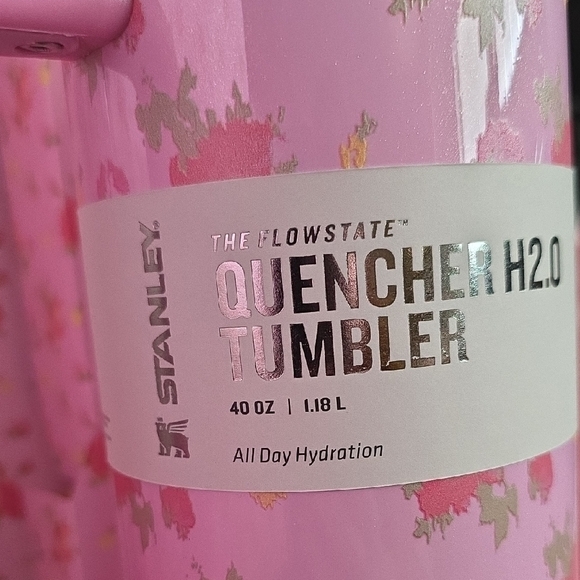 STANLEY®
THE FLOWSTATE™
QUENCHER H2.0
TUMBLER
40 OZ | 1.18 L
All Day Hydration